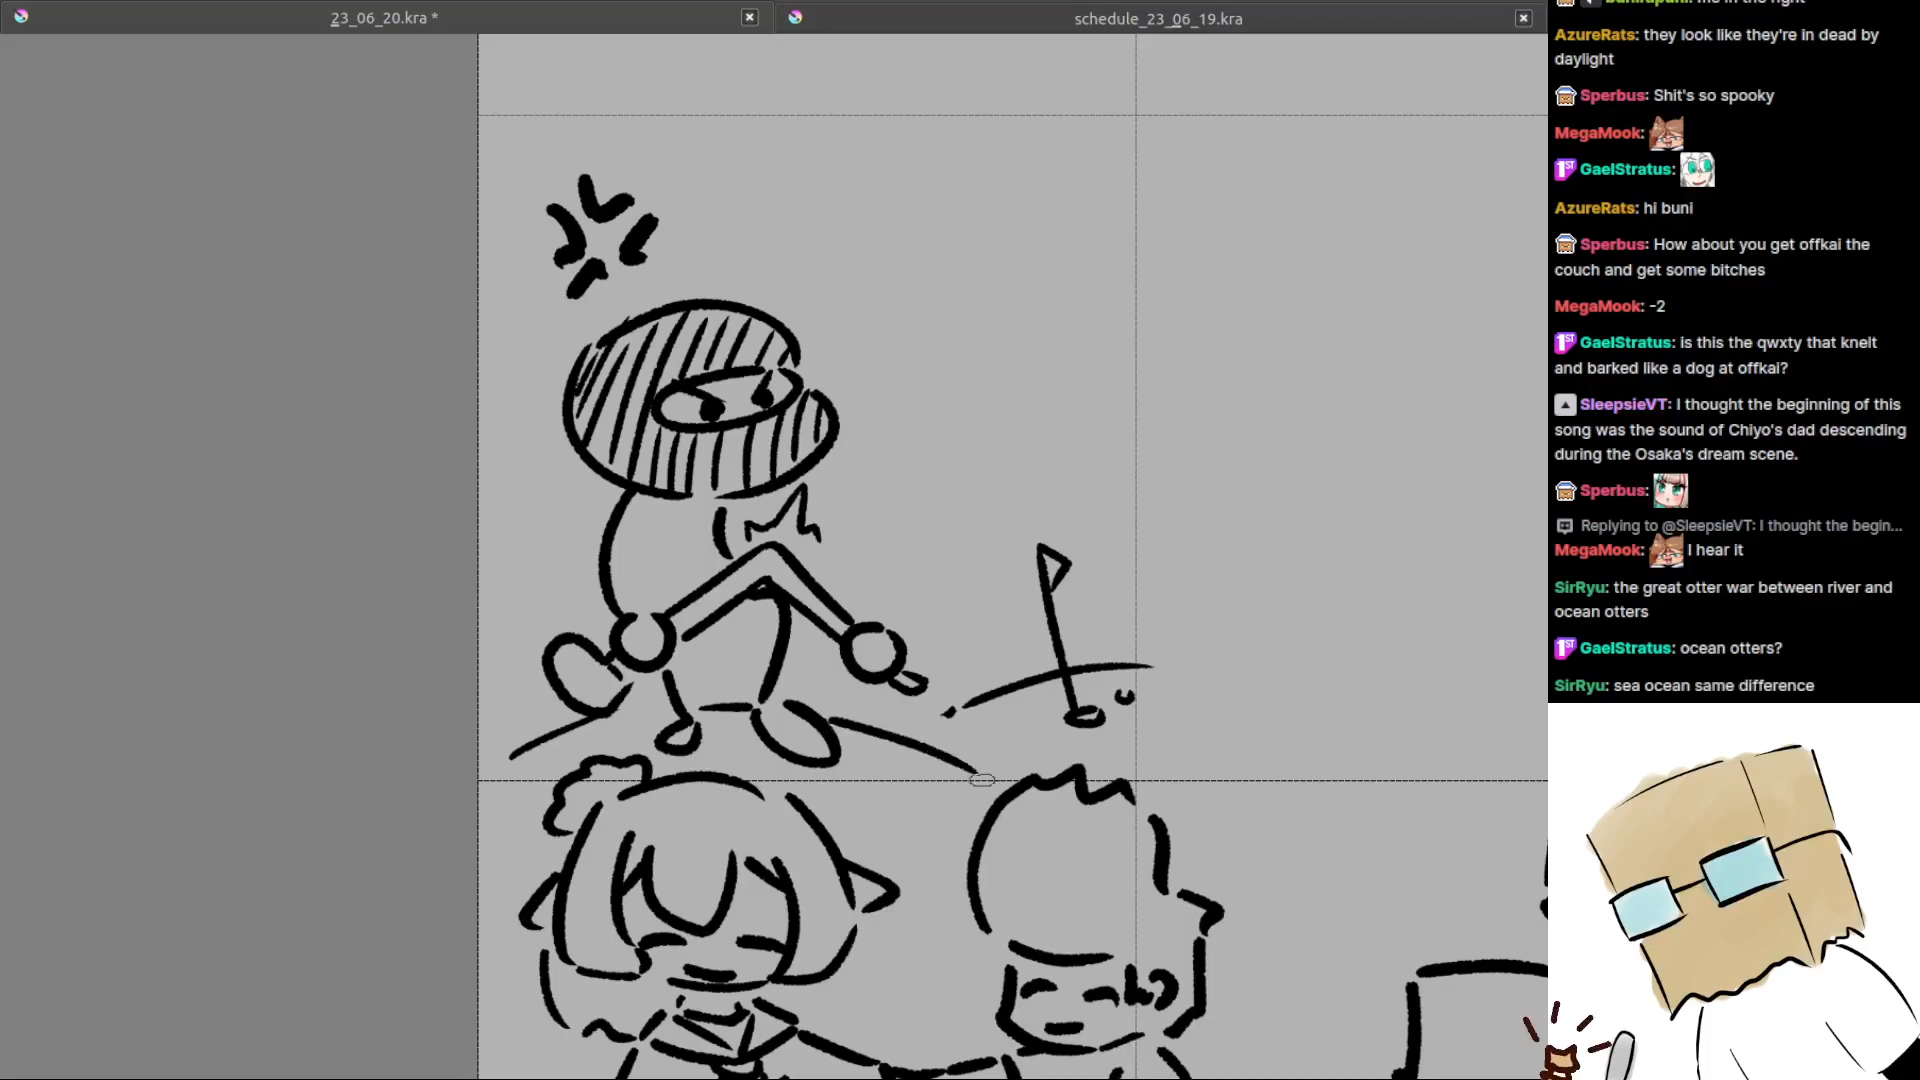 23_06_20.kra *
schedule_23_06_19.kra
AzureRats: they look like they're in dead by
daylight
Sperbus: Shit's so spooky
MegaMook:
GaelStratus:
AzureRats: hi buni
Sperbus: How about you get offkai the
couch and get some bitches
MegaMook: -2
GaelStratus: is this the qwxty that knelt
and barked like a dog at offkai?
SleepsieVT: I thought the beginning of this
song was the sound of Chiyo's dad descending
during the Osaka's dream scene.
Sperbus:
Replying to @SleepsieVT: I thought the begin...
MegaMook: I hear it
SirRyu: the great otter war between river and
ocean otters
GaelStratus: ocean otters?
SirRyu: sea ocean same difference